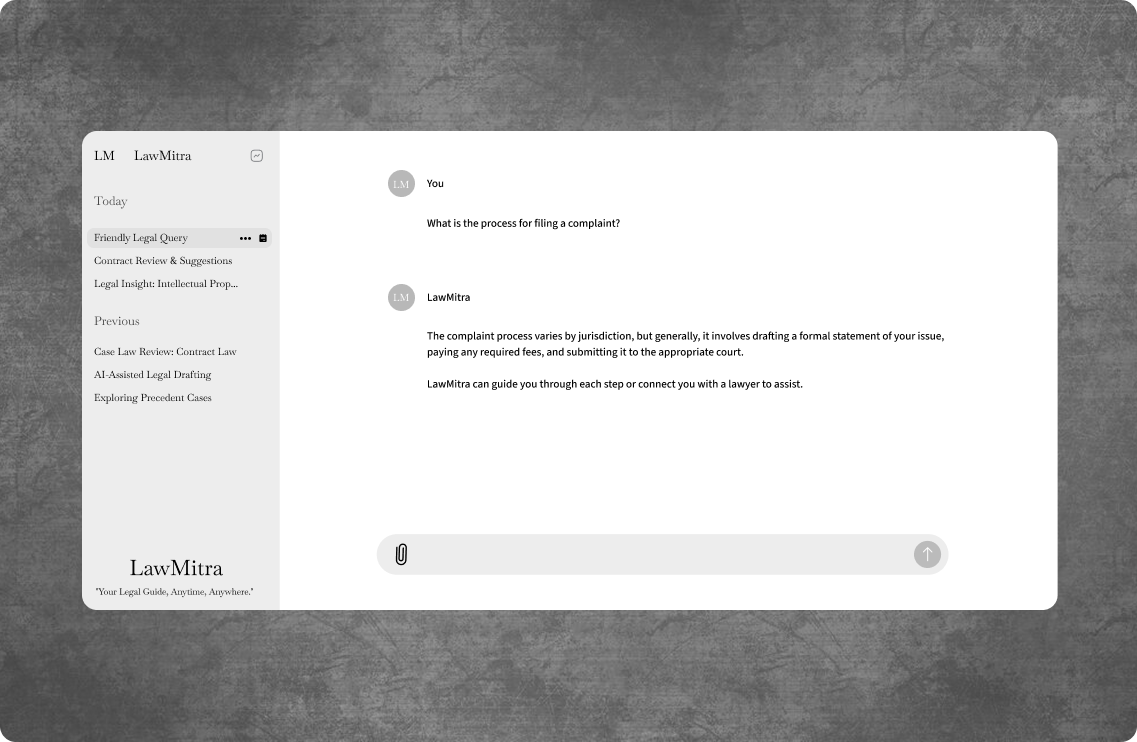 LM LawMitra
Today
Friendly Legal Query
Contract Review & Suggestions
Legal Insight: Intellectual Prop...
Previous
Case Law Review: Contract Law
AI-Assisted Legal Drafting
Exploring Precedent Cases
LawMitra
"Your Legal Guide, Anytime, Anywhere."
LM You
What is the process for filing a complaint?
LM LawMitra
The complaint process varies by jurisdiction, but generally, it involves drafting a formal statement of your issue,
paying any required fees, and submitting it to the appropriate court.
LawMitra can guide you through each step or connect you with a lawyer to assist.